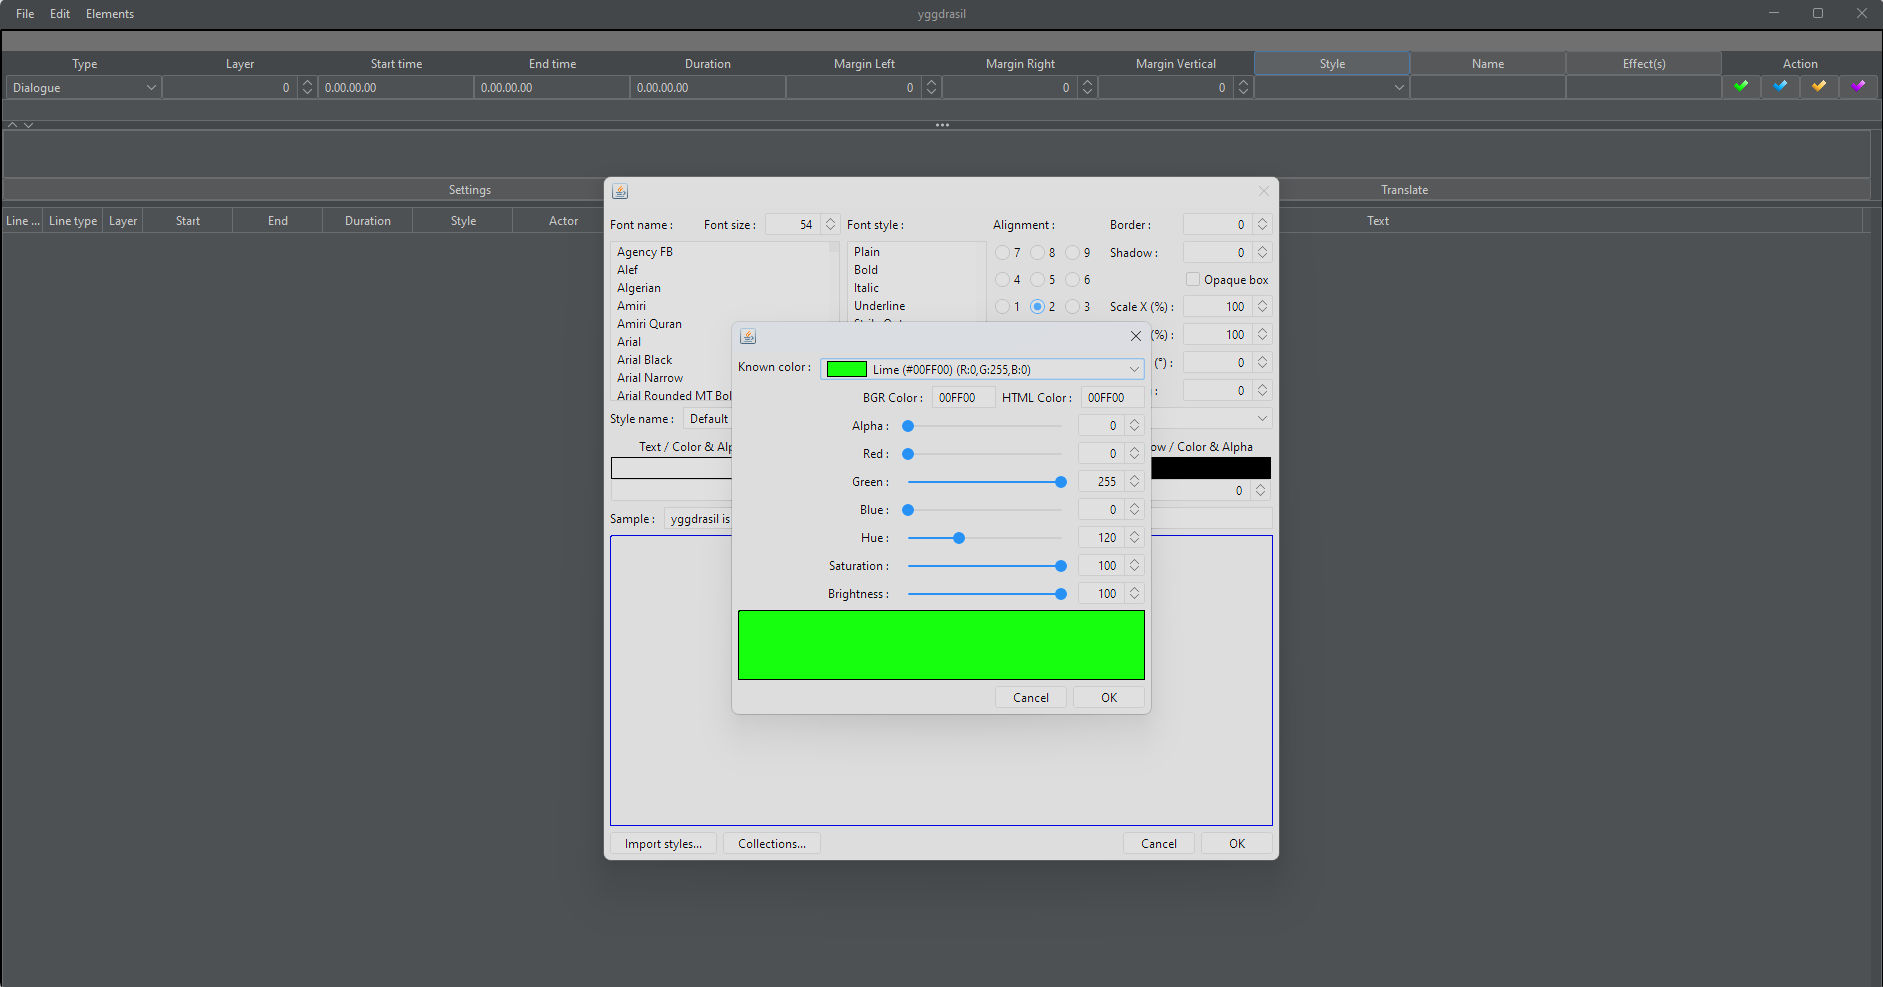 File Edit Elements
yggdrasil
Type Layer Start time End time Duration Margin Left Margin Right Margin Vertical Style Name Effect(s) Action
Dialogue 0 0.00.00.00 0.00.00.00 0.00.00.00 0 0 0
Settings Translate
Line ... Line type Layer Start End Duration Style Actor Text
Font name : Font size : 54 Font style : Alignment : Border : 0
Agency FB Plain 7 8 9 Shadow : 0
Alef Bold
Algerian Italic 4 5 6 Opaque box
Amiri Underline 1 2 3 Scale X (%) : 100
Amiri Quran
Arial (%) : 100
Arial Black (°) : 0
Arial Narrow
Arial Rounded MT Bol : 0
Style name : Default
Text / Color & Alp ow / Color & Alpha
0
Sample : yggdrasil is
Known color : Lime (#00FF00) (R:0,G:255,B:0)
BGR Color : 00FF00 HTML Color : 00FF00
Alpha : 0
Red : 0
Green : 255
Blue : 0
Hue : 120
Saturation : 100
Brightness : 100
Cancel OK
Import styles... Collections... Cancel OK